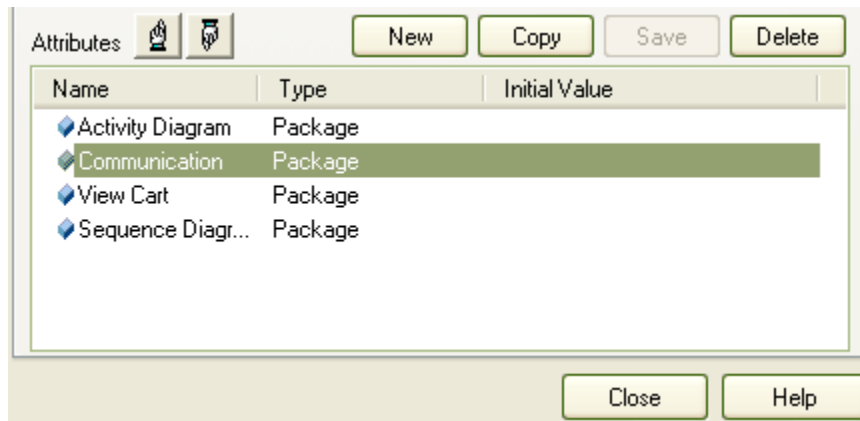 Attributes New Copy Save Delete
Name Type Initial Value
Activity Diagram Package
Communication Package
View Cart Package
Sequence Diagr... Package
Close Help